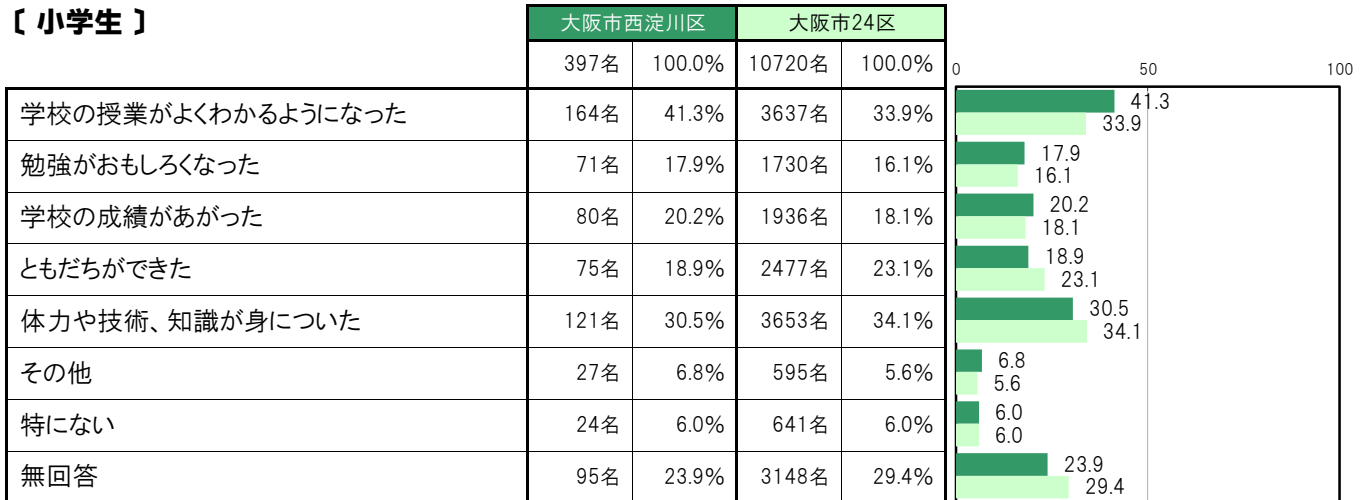 〔 小学生 〕
大阪市西淀川区 大阪市24区
397名 100.0% 10720名 100.0% 0 50 100
学校の授業がよくわかるようになった 164名 41.3% 3637名 33.9% 41.3 33.9
勉強がおもしろくなった 71名 17.9% 1730名 16.1% 17.9 16.1
学校の成績があがった 80名 20.2% 1936名 18.1% 20.2 18.1
ともだちができた 75名 18.9% 2477名 23.1% 18.9 23.1
体力や技術、知識が身についた 121名 30.5% 3653名 34.1% 30.5 34.1
その他 27名 6.8% 595名 5.6% 6.8 5.6
特にない 24名 6.0% 641名 6.0% 6.0 6.0
無回答 95名 23.9% 3148名 29.4% 23.9 29.4